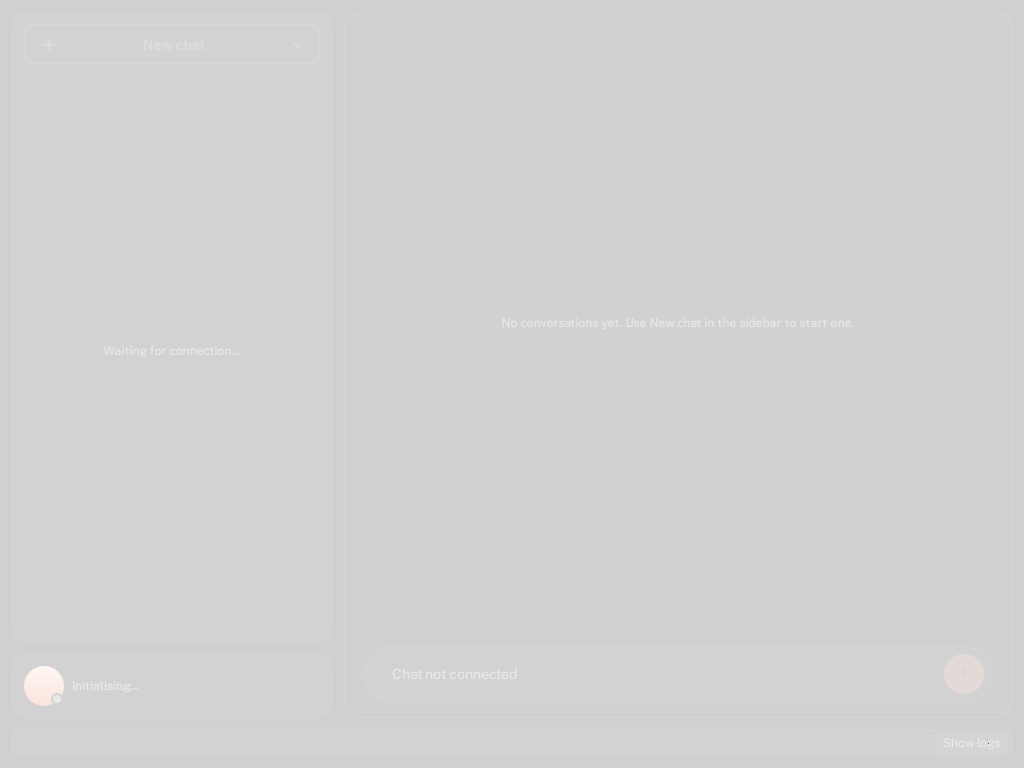 New chat
No conversations yet. Use New chat in the sidebar to start one.
Waiting for connection...
Chat not connected
Initialising...
Show logs